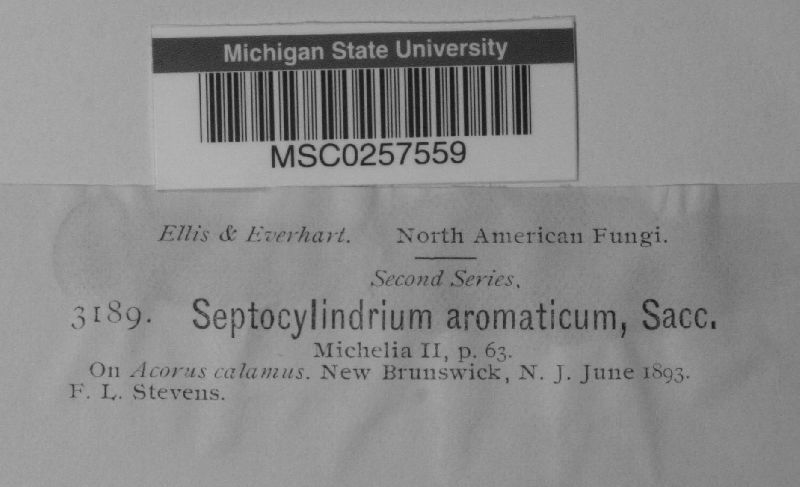 Michigan State University
MSC0257559
Ellis & Everhart. North American Fungi.
Second Series,
3189. Septocylindrium aromaticum, Sacc.
Michelia II, p. 63.
On Acorus calamus. New Brunswick, N. J. June 1893.
F. L. Stevens.